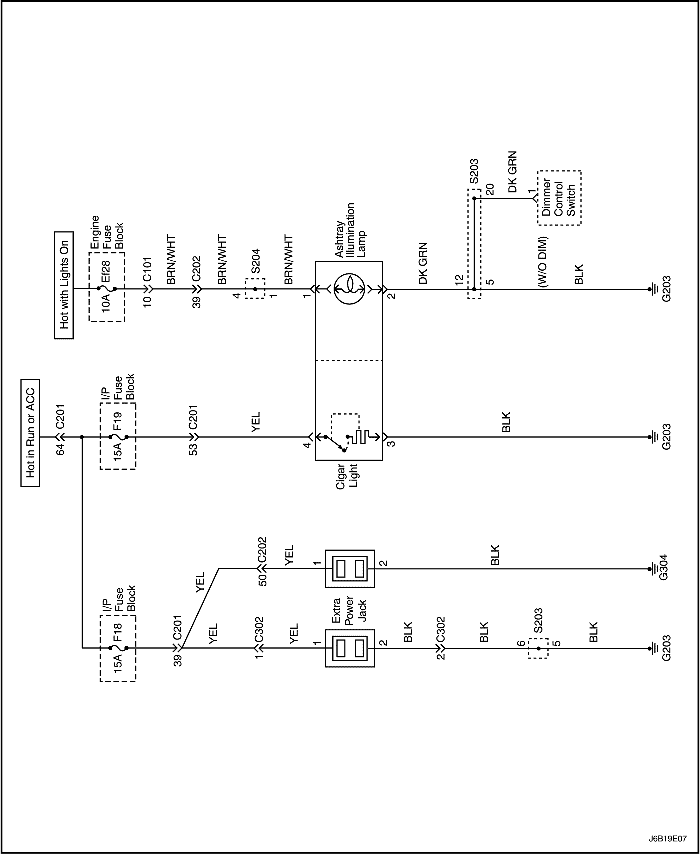 Hot with Lights On
Engine
Fuse
Block
10A
Ef28
10
C101
BRN/WHT
39
C202
BRN/WHT
4
S204
1
BRN/WHT
1
Ashtray
Illumination
Lamp
2
DK GRN
12
S203
20
DK GRN
1
Dimmer
Control
Switch
5
(W/O DIM)
BLK
G203
Hot in Run or ACC
64
C201
I/P
Fuse
Block
15A
F19
53
C201
YEL
4
Cigar
Light
3
BLK
G203
I/P
Fuse
Block
15A
F18
39
C201
YEL
50
C202
YEL
1
2
BLK
G304
YEL
1
C302
YEL
1
Extra
Power
Jack
2
BLK
2
C302
BLK
6
S203
5
BLK
G203
J6B19E07